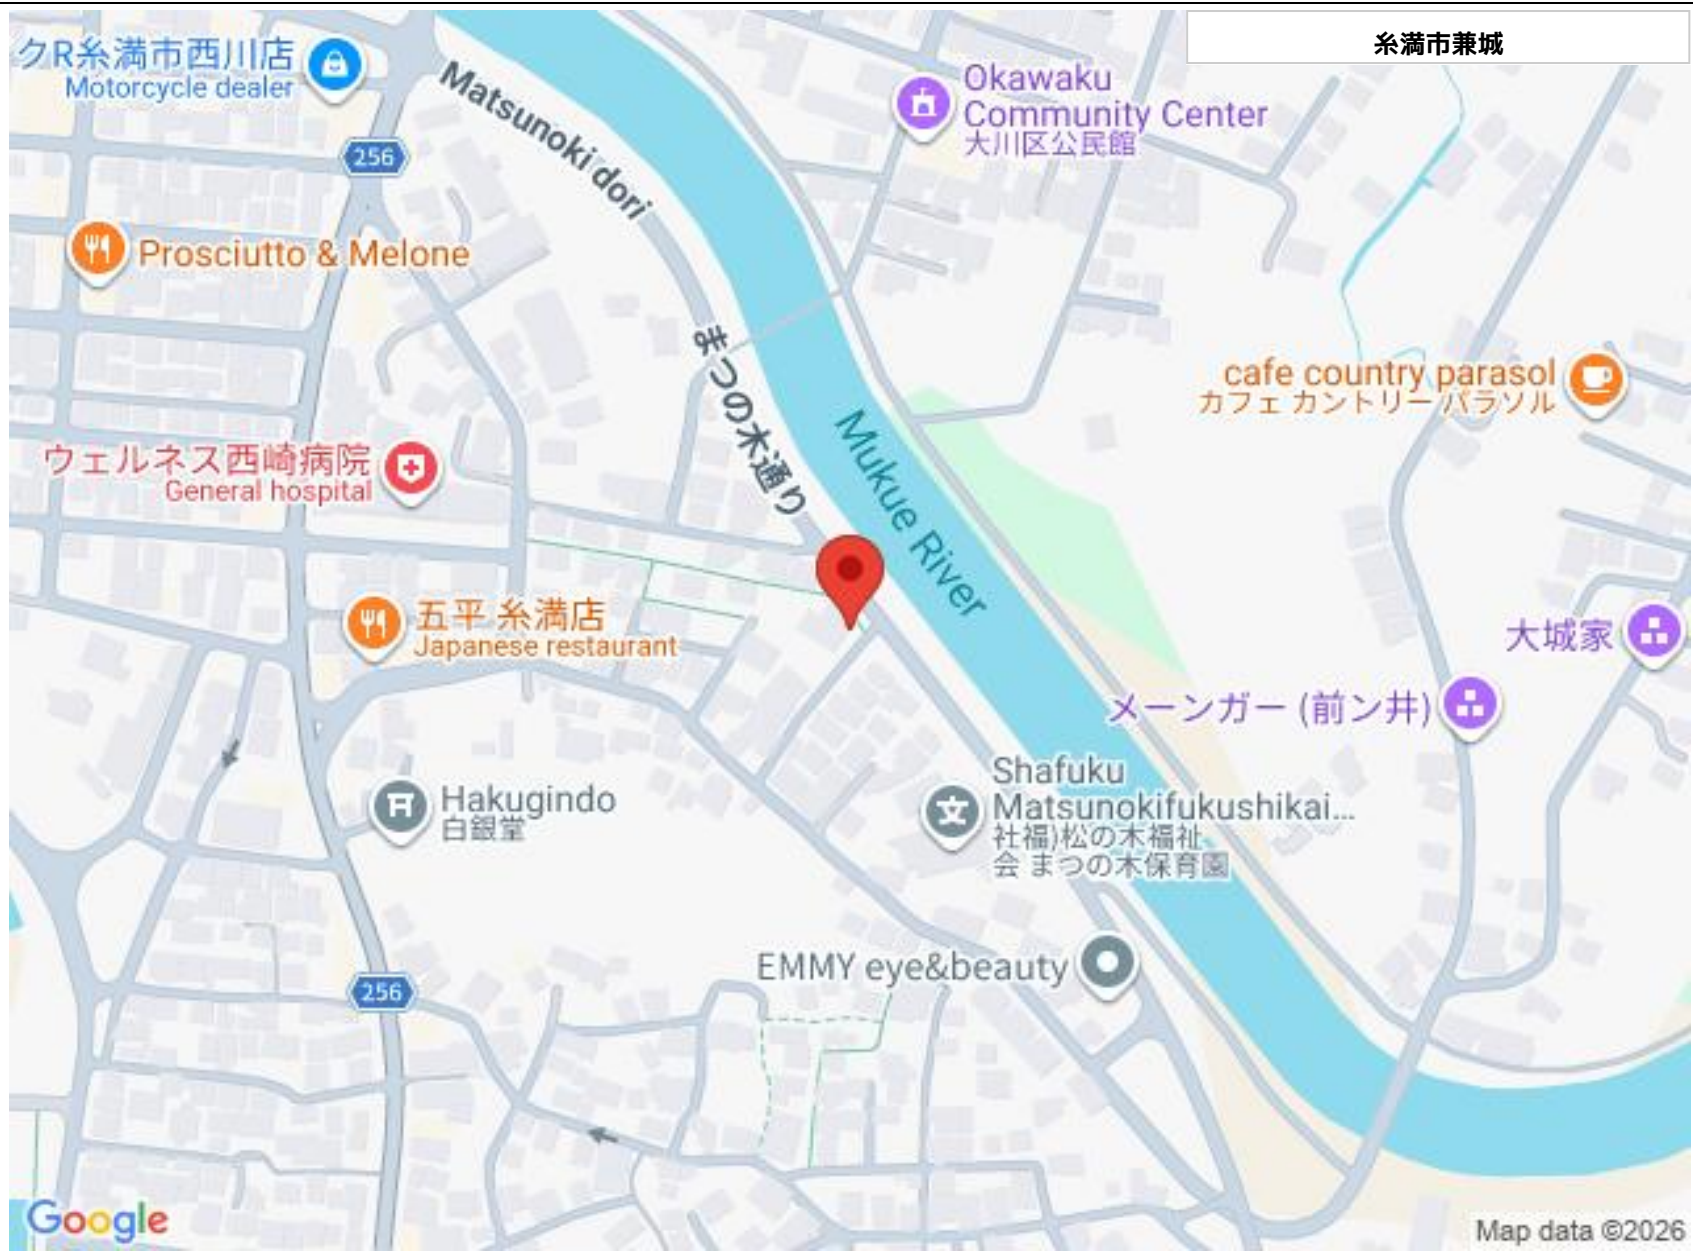 糸満市兼城
クR糸満市西川店
Motorcycle dealer
Matsunoki dori
Okawaku
Community Center
大川区公民館
256
Prosciutto & Melone
まつの木通り
cafe country parasol
カフェ カントリー パラソル
Mukue River
ウェルネス西崎病院
General hospital
五平 糸満店
Japanese restaurant
大城家
メーンガー (前ン井)
Hakugindo
白銀堂
Shafuku
Matsunokifukushikai...
社福)松の木福祉
会 まつの木保育園
EMMY eye&beauty
256
Google
Map data ©2026